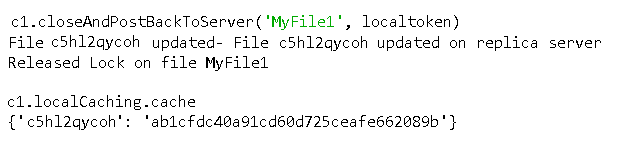 c1.closeAndPostBackToServer('MyFile1', localtoken)
File c5hl2qycoh updated- File c5hl2qycoh updated on replica server
Released Lock on file MyFile1
c1.localCaching.cache
{'c5hl2qycoh': 'ab1cfdc40a91cd60d725ceafe662089b'}